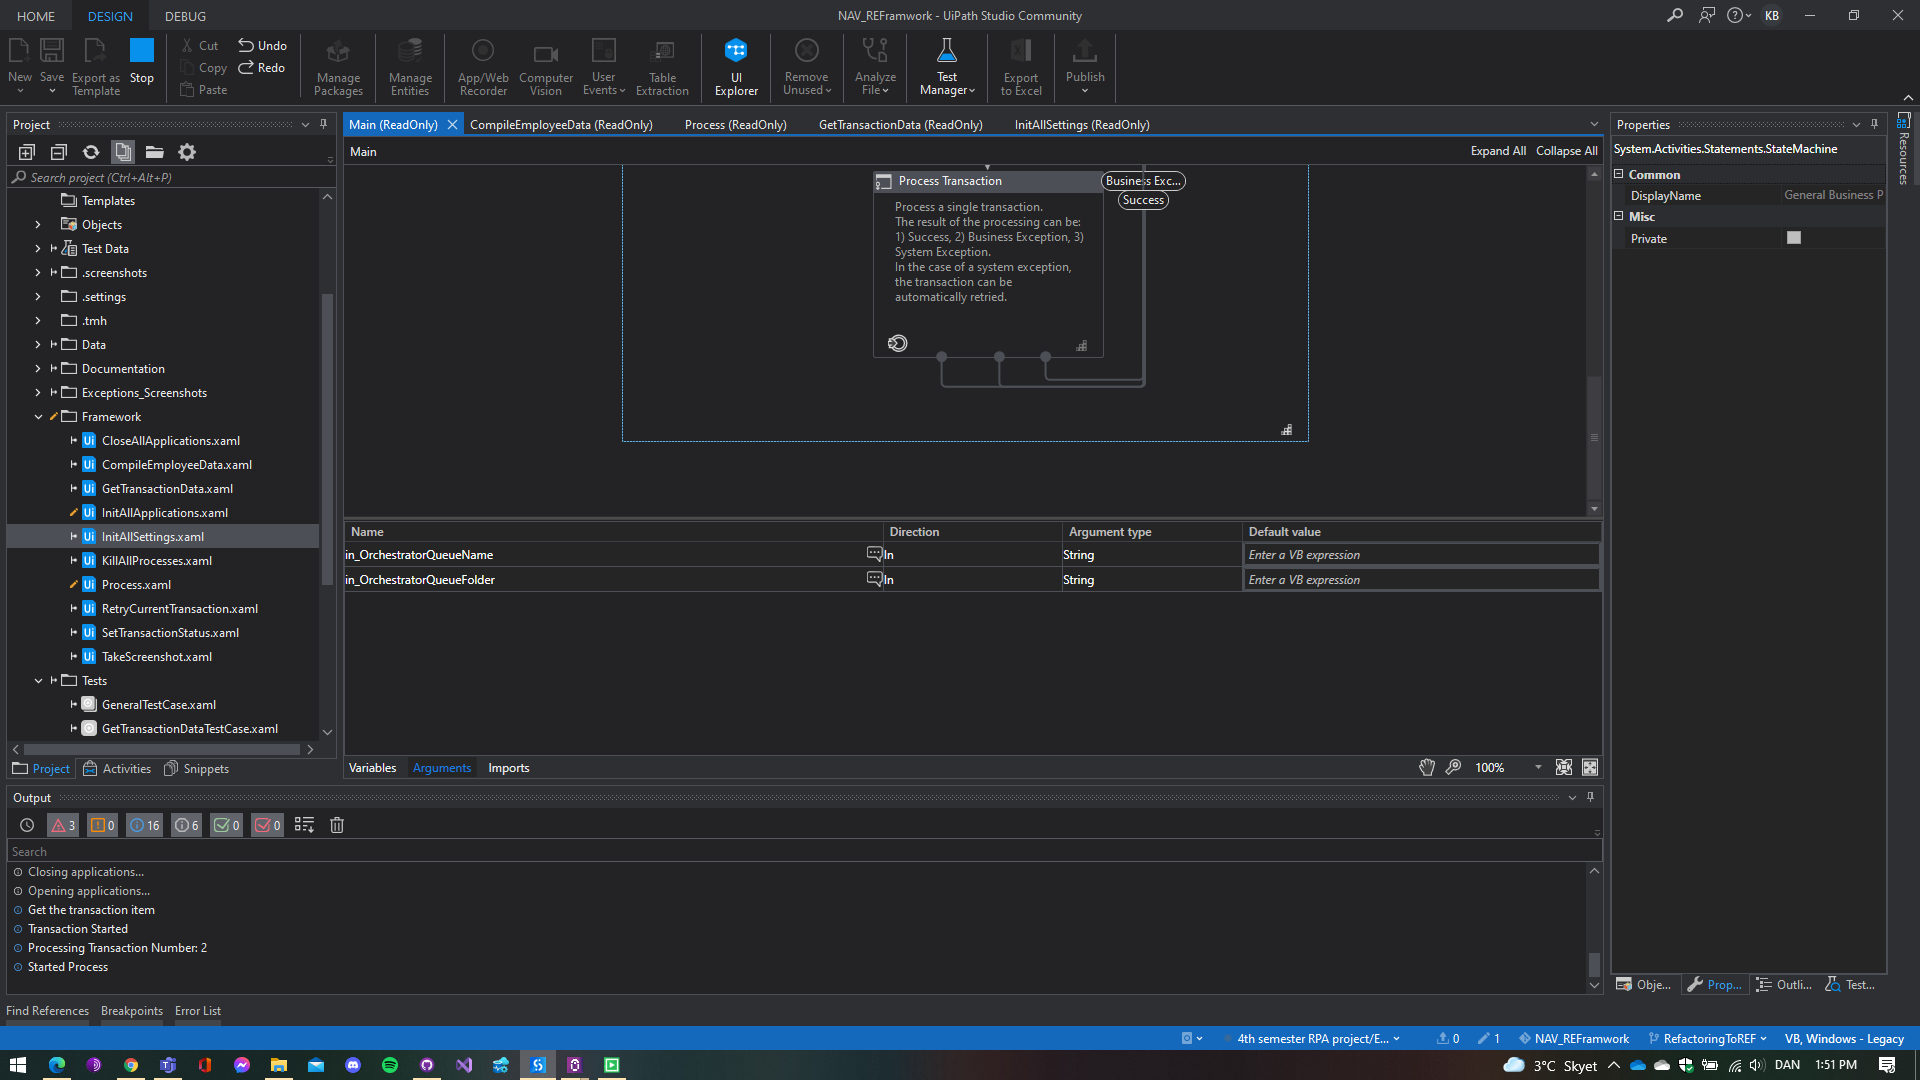 HOME DESIGN DEBUG NAV_REFramwork - UiPath Studio Community KB
New Save Export as Template Stop Cut Copy Paste Undo Redo
Manage Packages Manage Entities App/Web Recorder Computer Vision User Events Table Extraction UI Explorer Remove Unused Analyze File Test Manager Export to Excel Publish
Project
Search project (Ctrl+Alt+P)
Templates
Objects
Test Data
.screenshots
.settings
.tmh
Data
Documentation
Exceptions_Screenshots
Framework
CloseAllApplications.xaml
CompileEmployeeData.xaml
GetTransactionData.xaml
InitAllApplications.xaml
InitAllSettings.xaml
KillAllProcesses.xaml
Process.xaml
RetryCurrentTransaction.xaml
SetTransactionStatus.xaml
TakeScreenshot.xaml
Tests
GeneralTestCase.xaml
GetTransactionDataTestCase.xaml
Project Activities Snippets
Main (ReadOnly) CompileEmployeeData (ReadOnly) Process (ReadOnly) GetTransactionData (ReadOnly) InitAllSettings (ReadOnly)
Main Expand All Collapse All
Process Transaction
Business Exc...
Success
Process a single transaction.
The result of the processing can be:
1) Success, 2) Business Exception, 3)
System Exception.
In the case of a system exception,
the transaction can be
automatically retried.
Name Direction Argument type Default value
in_OrchestratorQueueName In String Enter a VB expression
in_OrchestratorQueueFolder In String Enter a VB expression
Variables Arguments Imports 100%
Properties
System.Activities.Statements.StateMachine
Common
DisplayName General Business P
Misc
Private
Resources
Obje... Prop... Outli... Test...
Output
3 0 16 6 0 0
Search
Closing applications...
Opening applications...
Get the transaction item
Transaction Started
Processing Transaction Number: 2
Started Process
Find References Breakpoints Error List
4th semester RPA project/E... 0 1 NAV_REFramwork RefactoringToREF VB, Windows - Legacy
3°C Skyet DAN 1:51 PM